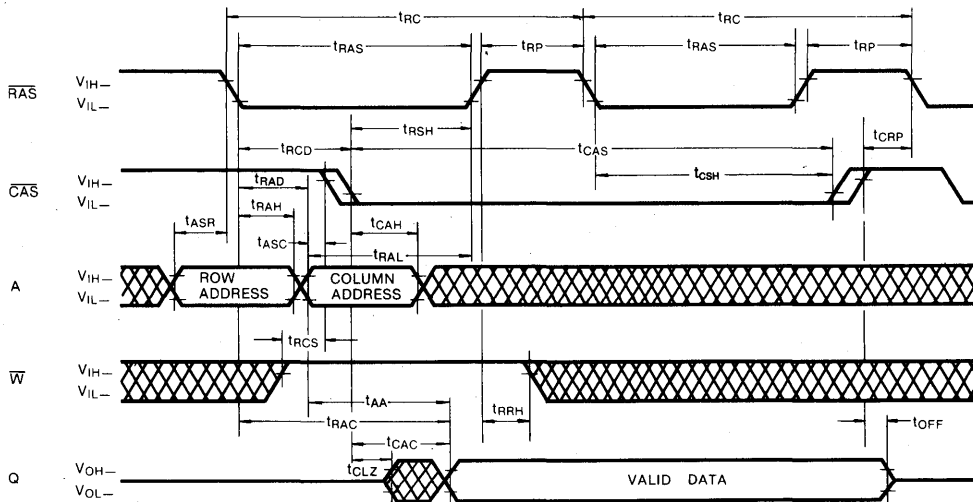 tRC tRC
tRAS tRP tRAS tRP
RAS VIH VIL
tRSH
tRCD tCAS tCRP
tCSH
CAS VIH VIL
tRAD
tRAH
tASR tASC tCAH
tRAL
A VIH VIL
ROW ADDRESS COLUMN ADDRESS
tRCS
W VIH VIL
tAA
tRAC tRRH tOFF
tCAC
tCLZ
Q VOH VOL
VALID DATA